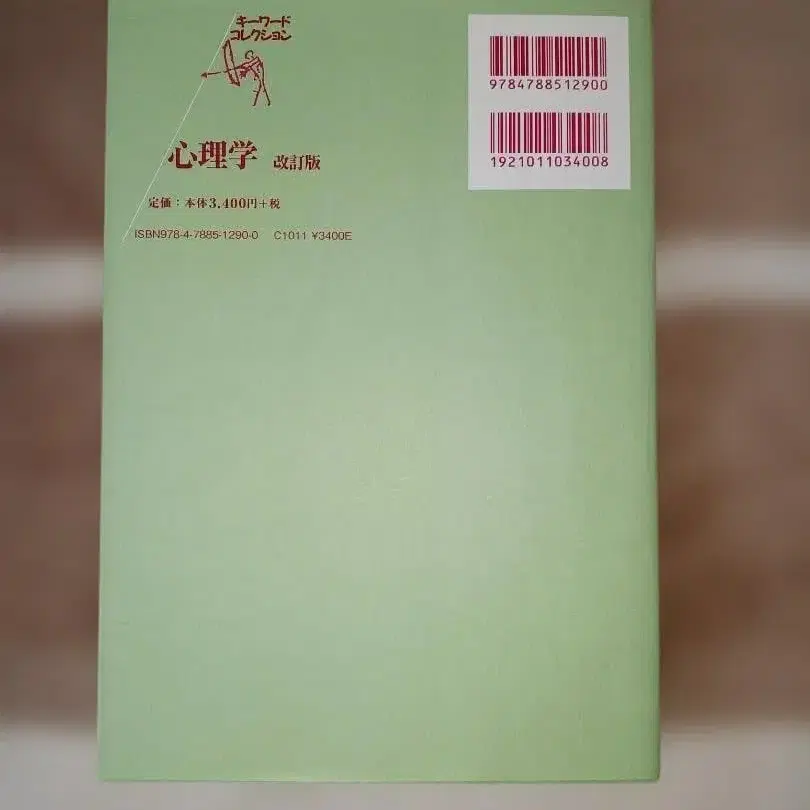 キーワード
コレクション
心理学 改訂版
定価：本体3,400円+税
ISBN978-4-7885-1290-0 C1011 ¥3400E
9784788512900
1921011034008